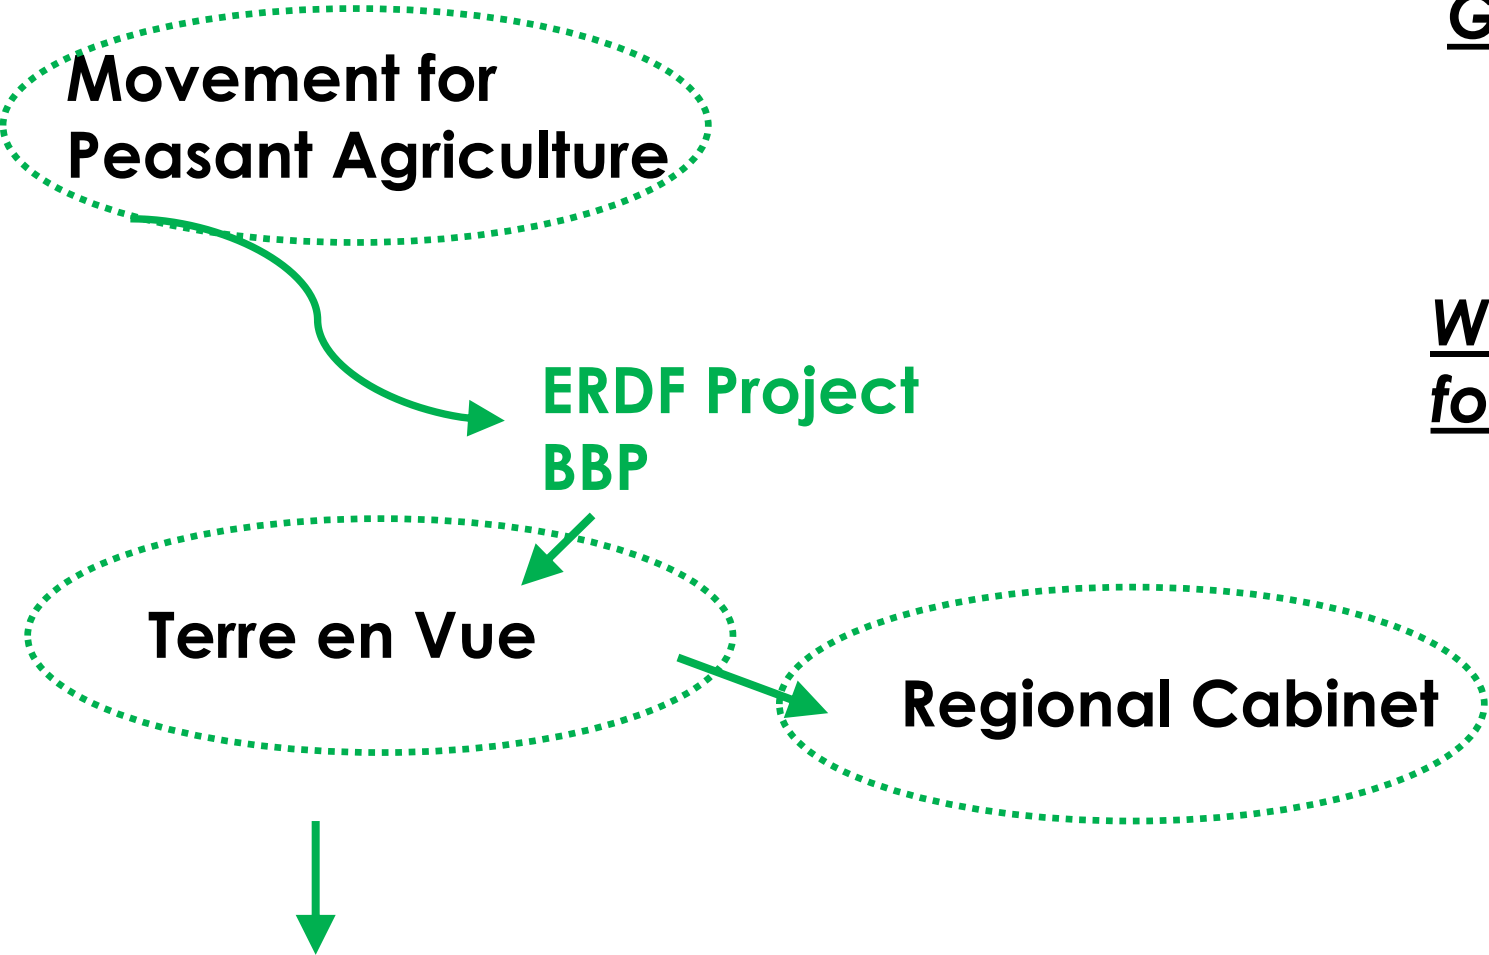 Movement for
Peasant Agriculture
ERDF Project
BBP
Terre en Vue
Regional Cabinet